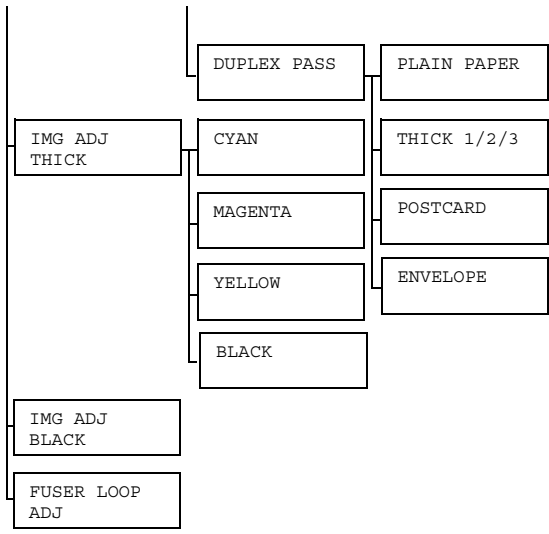 DUPLEX PASS
PLAIN PAPER
IMG ADJ
THICK
CYAN
THICK 1/2/3
MAGENTA
POSTCARD
YELLOW
ENVELOPE
BLACK
IMG ADJ
BLACK
FUSER LOOP
ADJ